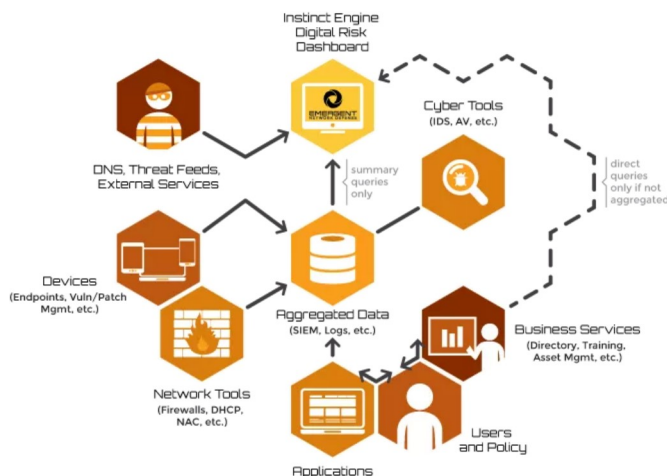 Instinct Engine
Digital Risk
Dashboard
EMERGENT
NETWORK DEFENSE
Cyber Tools
(IDS, AV, etc.)
DNS, Threat Feeds,
External Services
summary
queries
only
direct
queries
only if not
aggregated
Devices
(Endpoints, Vuln/Patch
Mgmt, etc.)
Aggregated Data
(SIEM, Logs, etc.)
Business Services
(Directory, Training,
Asset Mgmt, etc.)
Network Tools
(Firewalls, DHCP,
NAC, etc.)
Users
and Policy
Applications